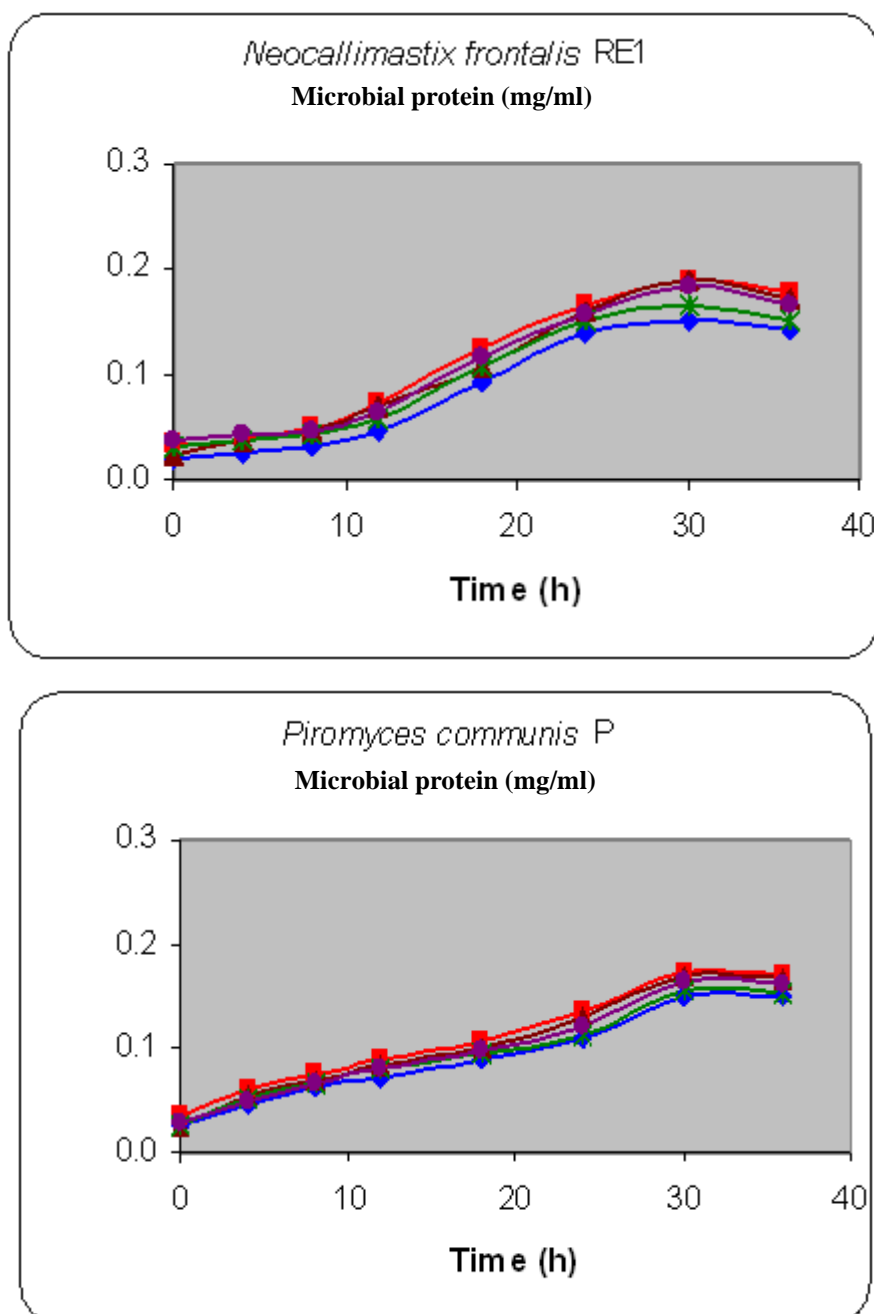 Neocallimastix frontalis RE1
Microbial protein (mg/ml)
0.3
0.2
0.1
0.0
0 10 20 30 40
Time (h)
Piromyces communis P
Microbial protein (mg/ml)
0.3
0.2
0.1
0.0
0 10 20 30 40
Time (h)